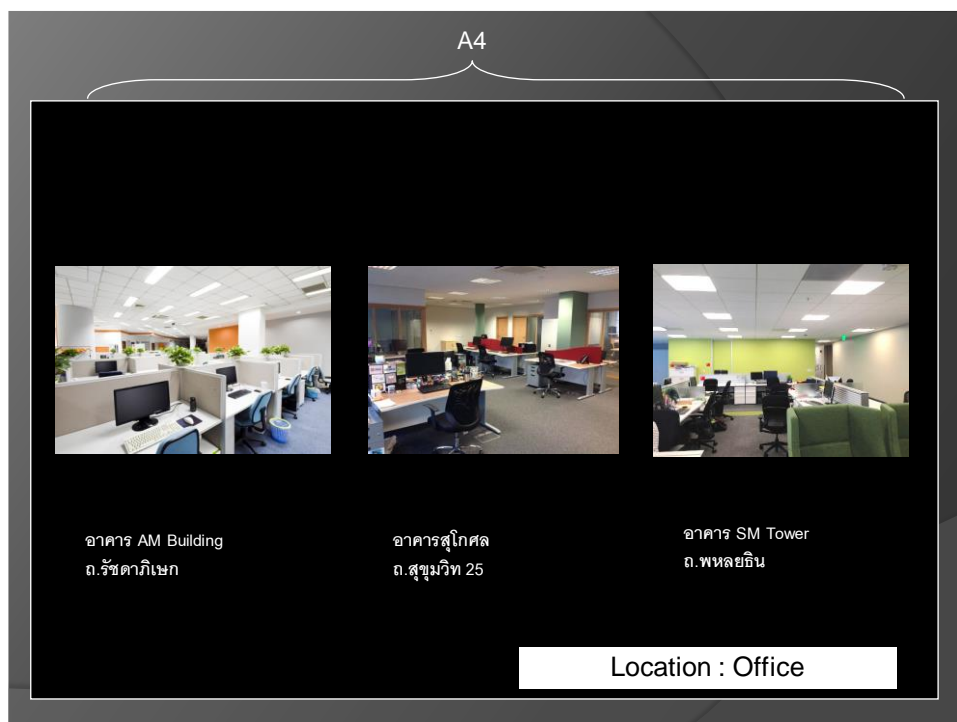 A4
อาคาร AM Building
ถ.รัชดาภิเษก
อาคารสุโกศล
ถ.สุขุมวิท 25
อาคาร SM Tower
ถ.พหลยธิน
Location : Office